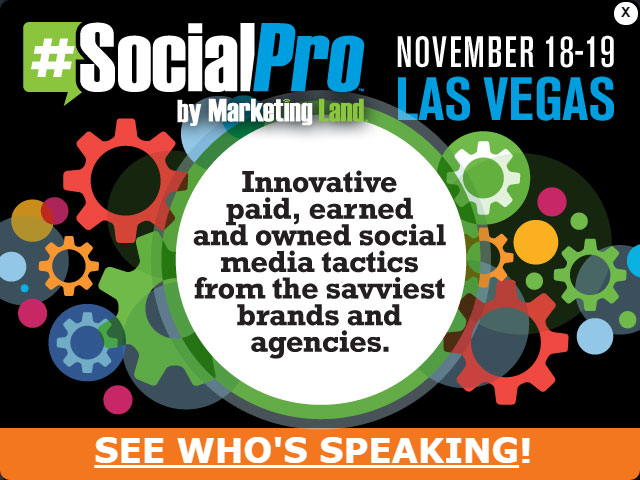 X
#SocialPro™
by Marketing Land
NOVEMBER 18-19
LAS VEGAS
Innovative
paid, earned
and owned social
media tactics
from the savviest
brands and
agencies.
SEE WHO'S SPEAKING!